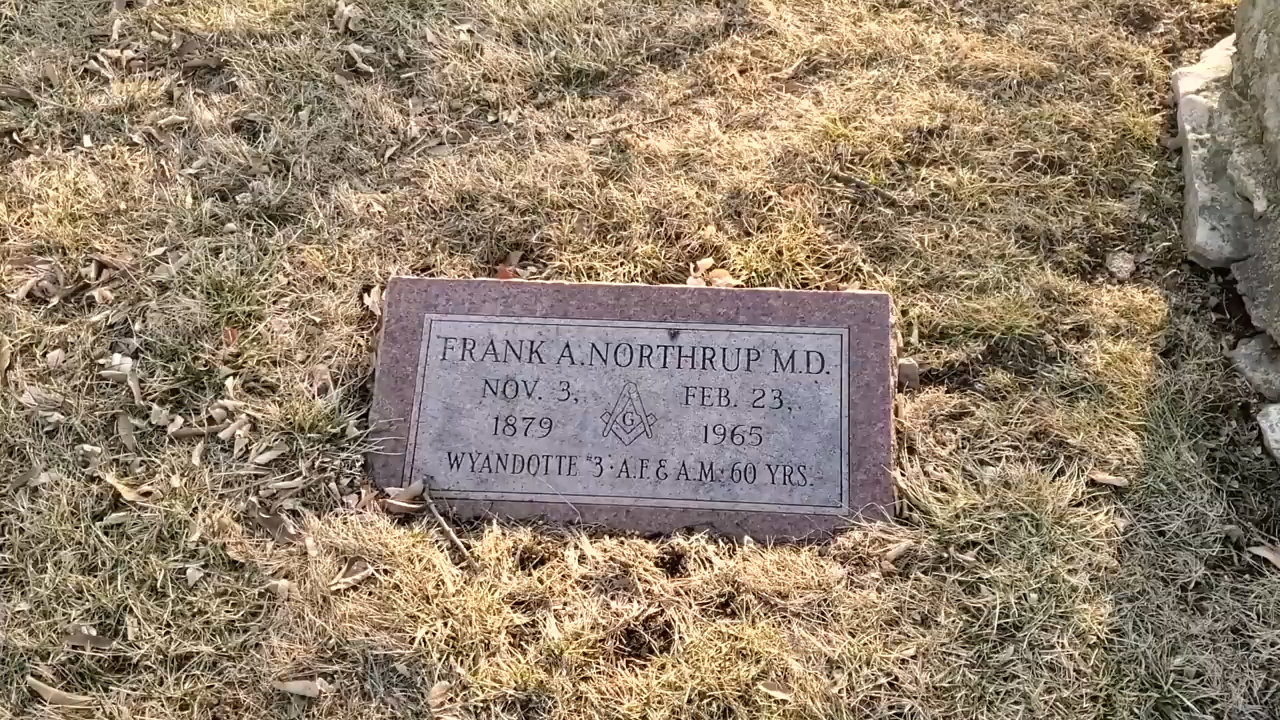 FRANK A. NORTHRUP M.D.
NOV. 3, FEB. 23,
1879 G 1965
WYANDOTTE #3 · A.F. & A.M. 60 YRS.